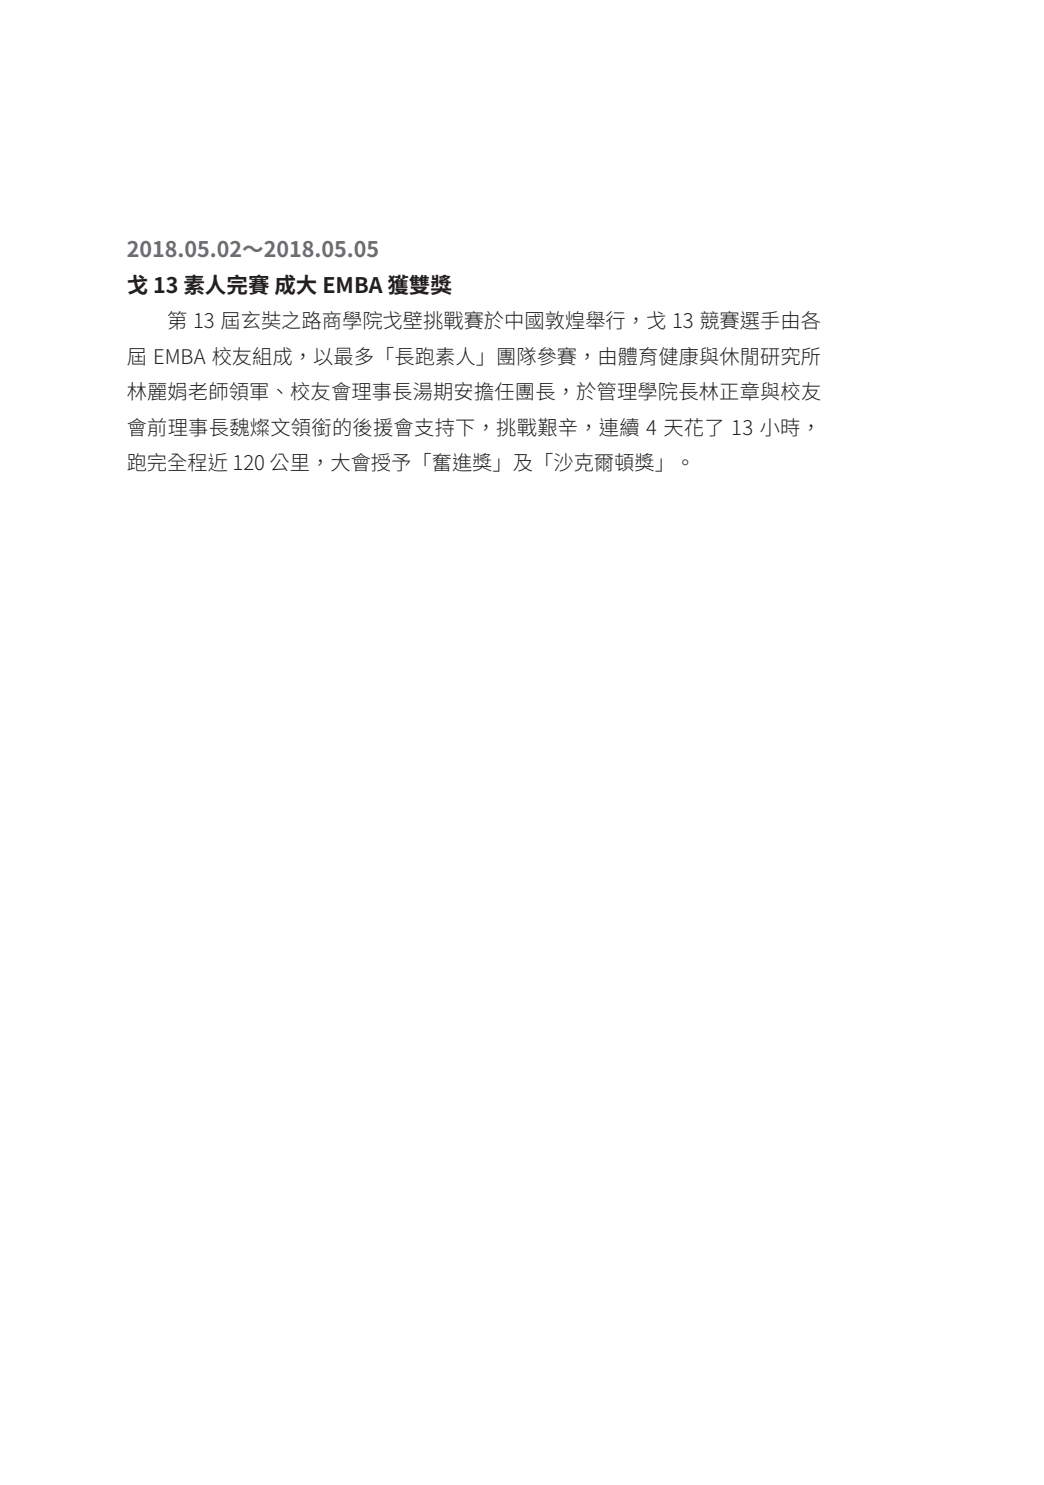 2018.05.02～2018.05.05
戈 13 素人完賽 成大 EMBA 獲雙獎
第 13 屆玄奘之路商學院戈壁挑戰賽於中國敦煌舉行，戈 13 競賽選手由各
屆 EMBA 校友組成，以最多「長跑素人」團隊參賽，由體育健康與休閒研究所
林麗娟老師領軍、校友會理事長湯期安擔任團長，於管理學院長林正章與校友
會前理事長魏燦文領銜的後援會支持下，挑戰艱辛，連續 4 天花了 13 小時，
跑完全程近 120 公里，大會授予「奮進獎」及「沙克爾頓獎」。